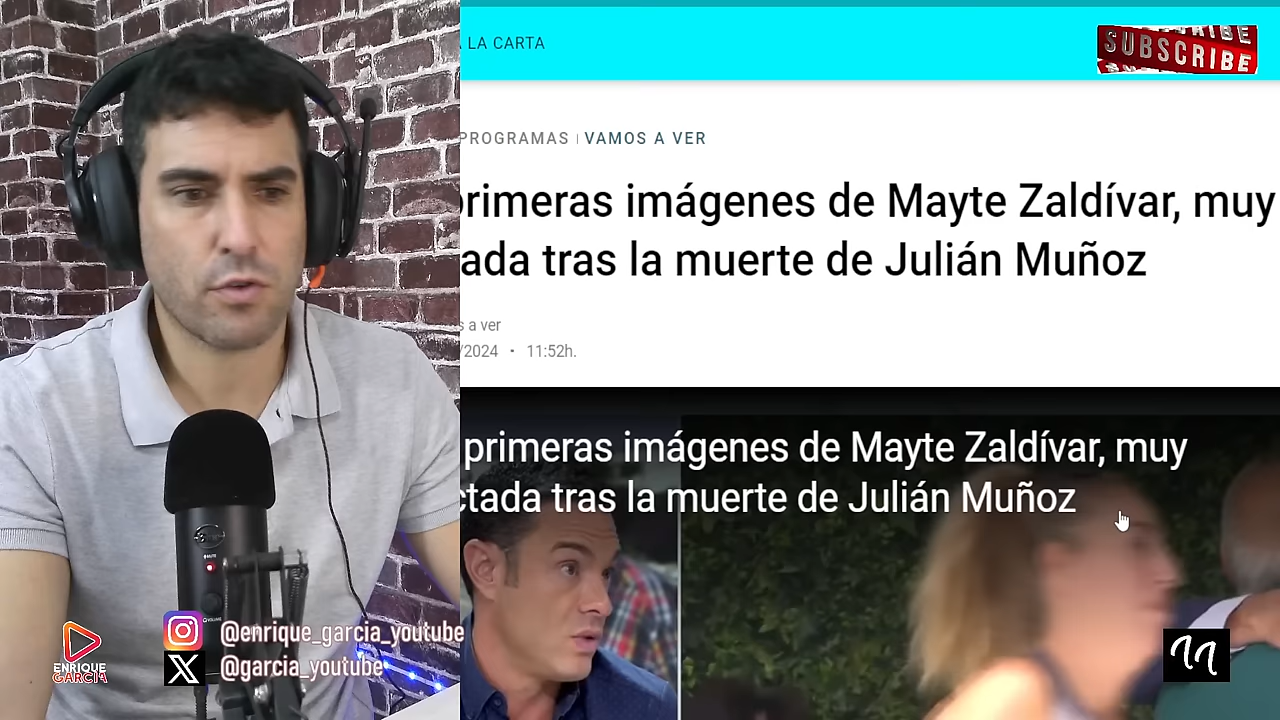 LA CARTA
SUBSCRIBE
PROGRAMAS | VAMOS A VER
primeras imágenes de Mayte Zaldívar, muy
ada tras la muerte de Julián Muñoz
s a ver
/2024 • 11:52h.
primeras imágenes de Mayte Zaldívar, muy
ctada tras la muerte de Julián Muñoz
@enrique_garcia_youtube
@garcia_youtube
ENRIQUE
GARCIA